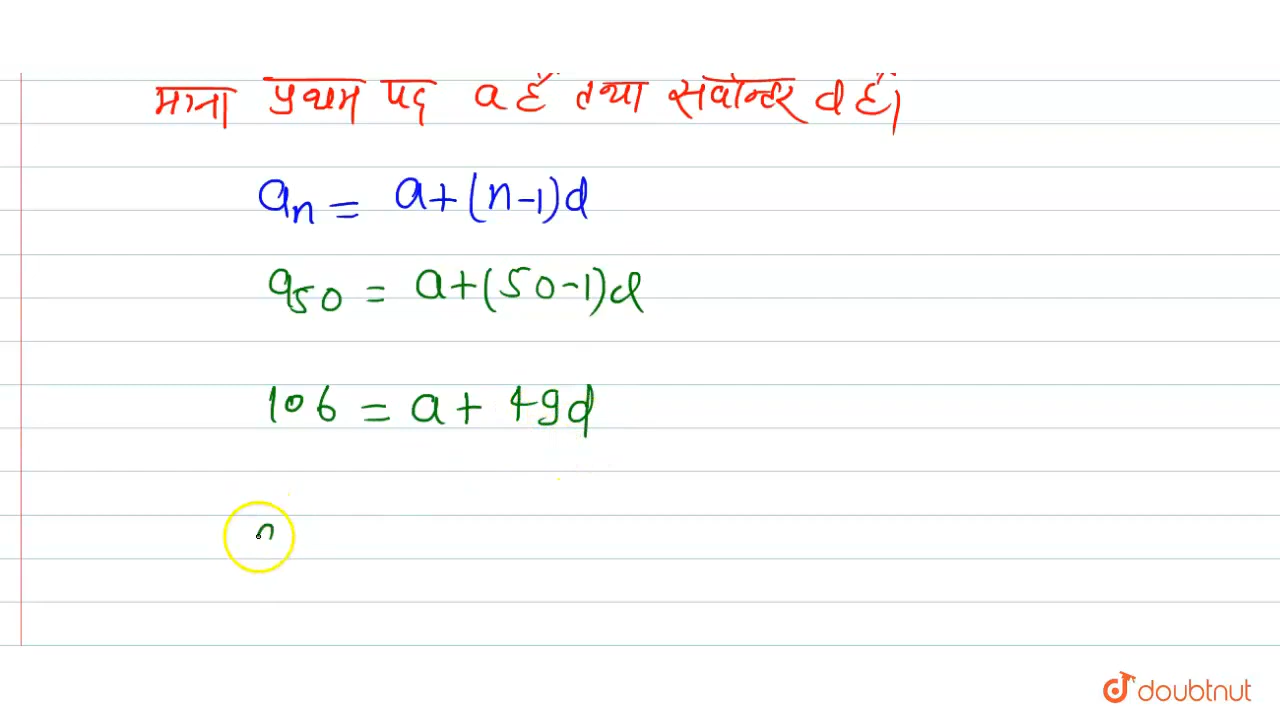 माना प्रथम पद a है तथा सर्वान्तर d है।
aₙ = a+(n-1)d
a₅₀ = a+(50-1)d
106 = a+ 49d
doubtnut